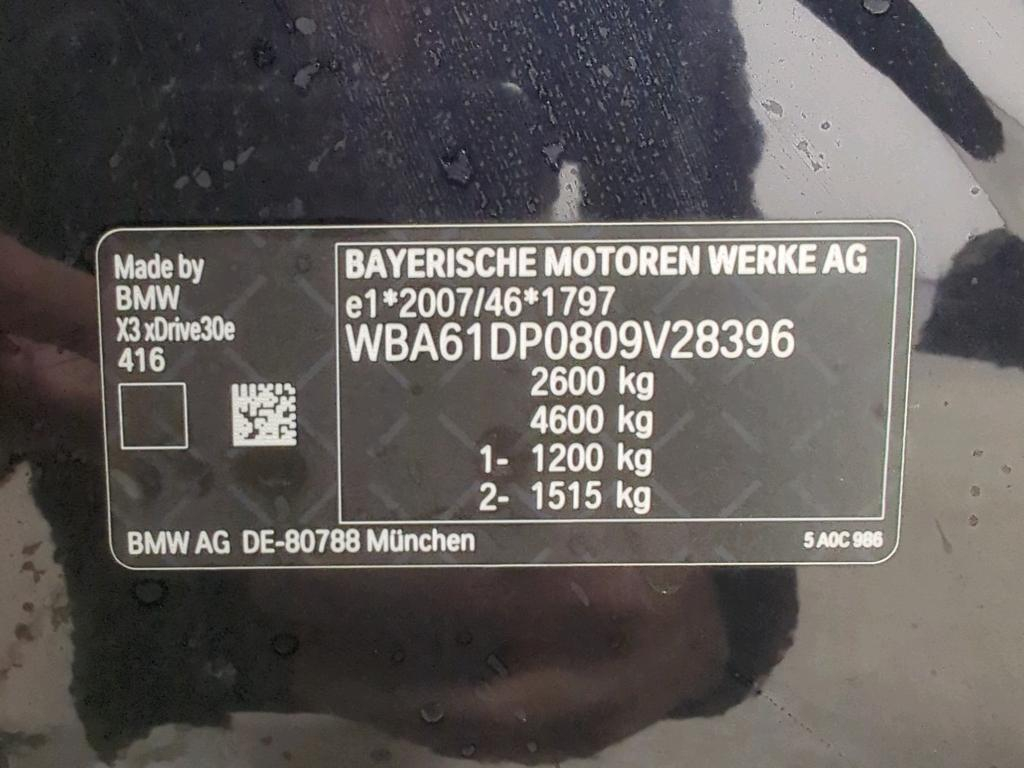 Made by
BMW
X3 xDrive30e
416
BAYERISCHE MOTOREN WERKE AG
e1*2007/46*1797
WBA61DP0809V28396
2600 kg
4600 kg
1- 1200 kg
2- 1515 kg
BMW AG DE-80788 München
5 A0C 986